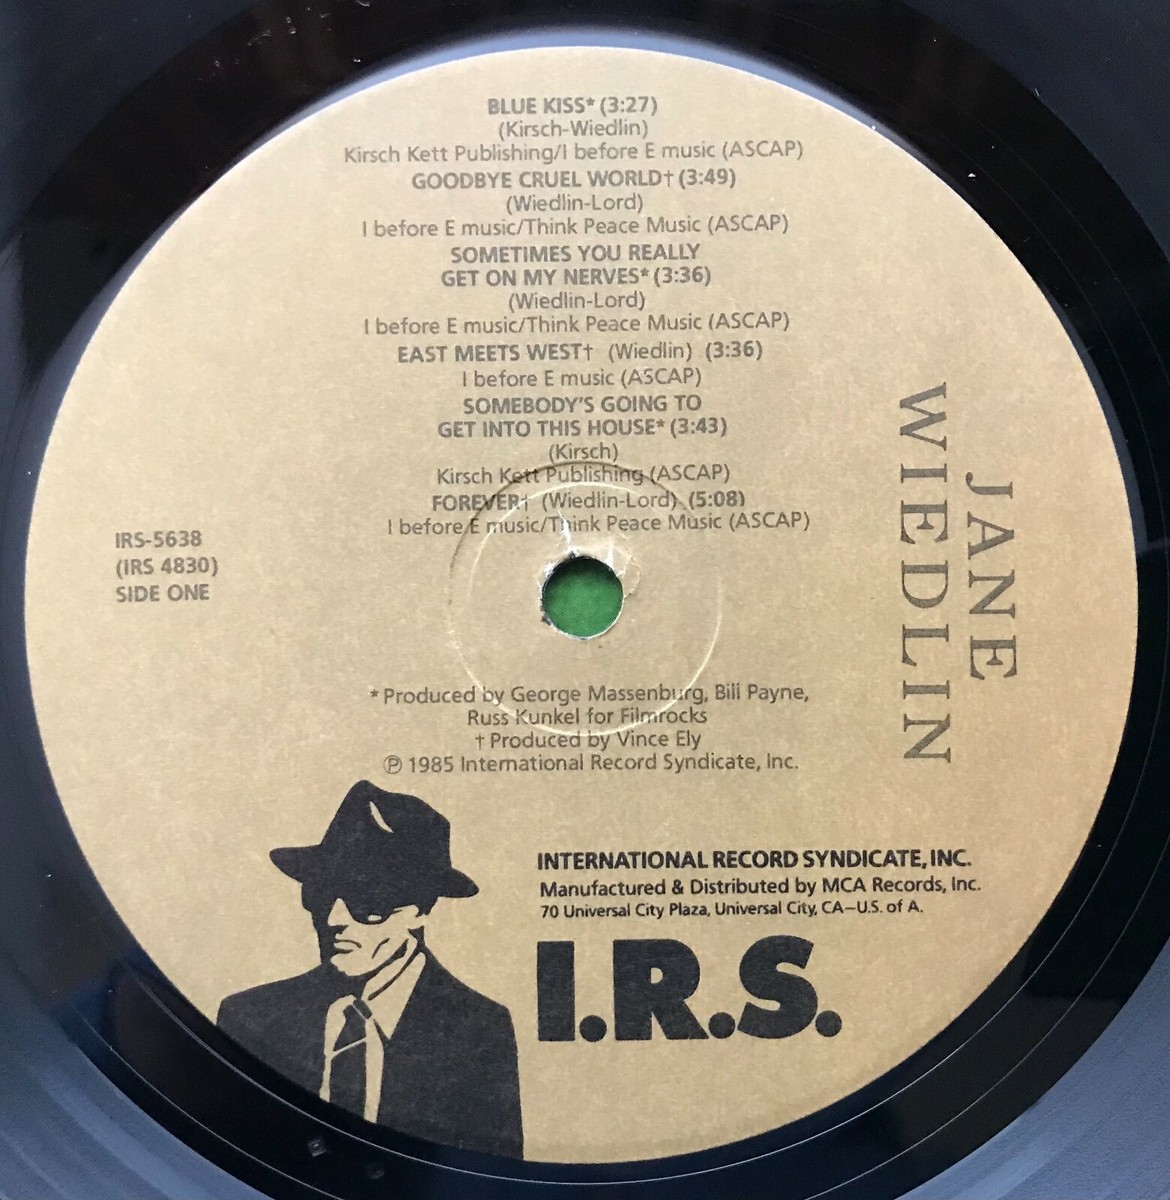 BLUE KISS* (3:27)
(Kirsch-Wiedlin)
Kirsch Kett Publishing/I before E music (ASCAP)
GOODBYE CRUEL WORLD† (3:49)
(Wiedlin-Lord)
I before E music/Think Peace Music (ASCAP)
SOMETIMES YOU REALLY
GET ON MY NERVES* (3:36)
(Wiedlin-Lord)
I before E music/Think Peace Music (ASCAP)
EAST MEETS WEST† (Wiedlin) (3:36)
I before E music (ASCAP)
SOMEBODY'S GOING TO
GET INTO THIS HOUSE* (3:43)
(Kirsch)
Kirsch Kett Publishing (ASCAP)
FOREVER† (Wiedlin-Lord) (5:08)
I before E music/Think Peace Music (ASCAP)
IRS-5638
(IRS 4830)
SIDE ONE
JANE
WIEDLIN
* Produced by George Massenburg, Bill Payne,
Russ Kunkel for Filmrocks
† Produced by Vince Ely
℗ 1985 International Record Syndicate, Inc.
INTERNATIONAL RECORD SYNDICATE, INC.
Manufactured & Distributed by MCA Records, Inc.
70 Universal City Plaza, Universal City, CA—U.S. of A.
I.R.S.